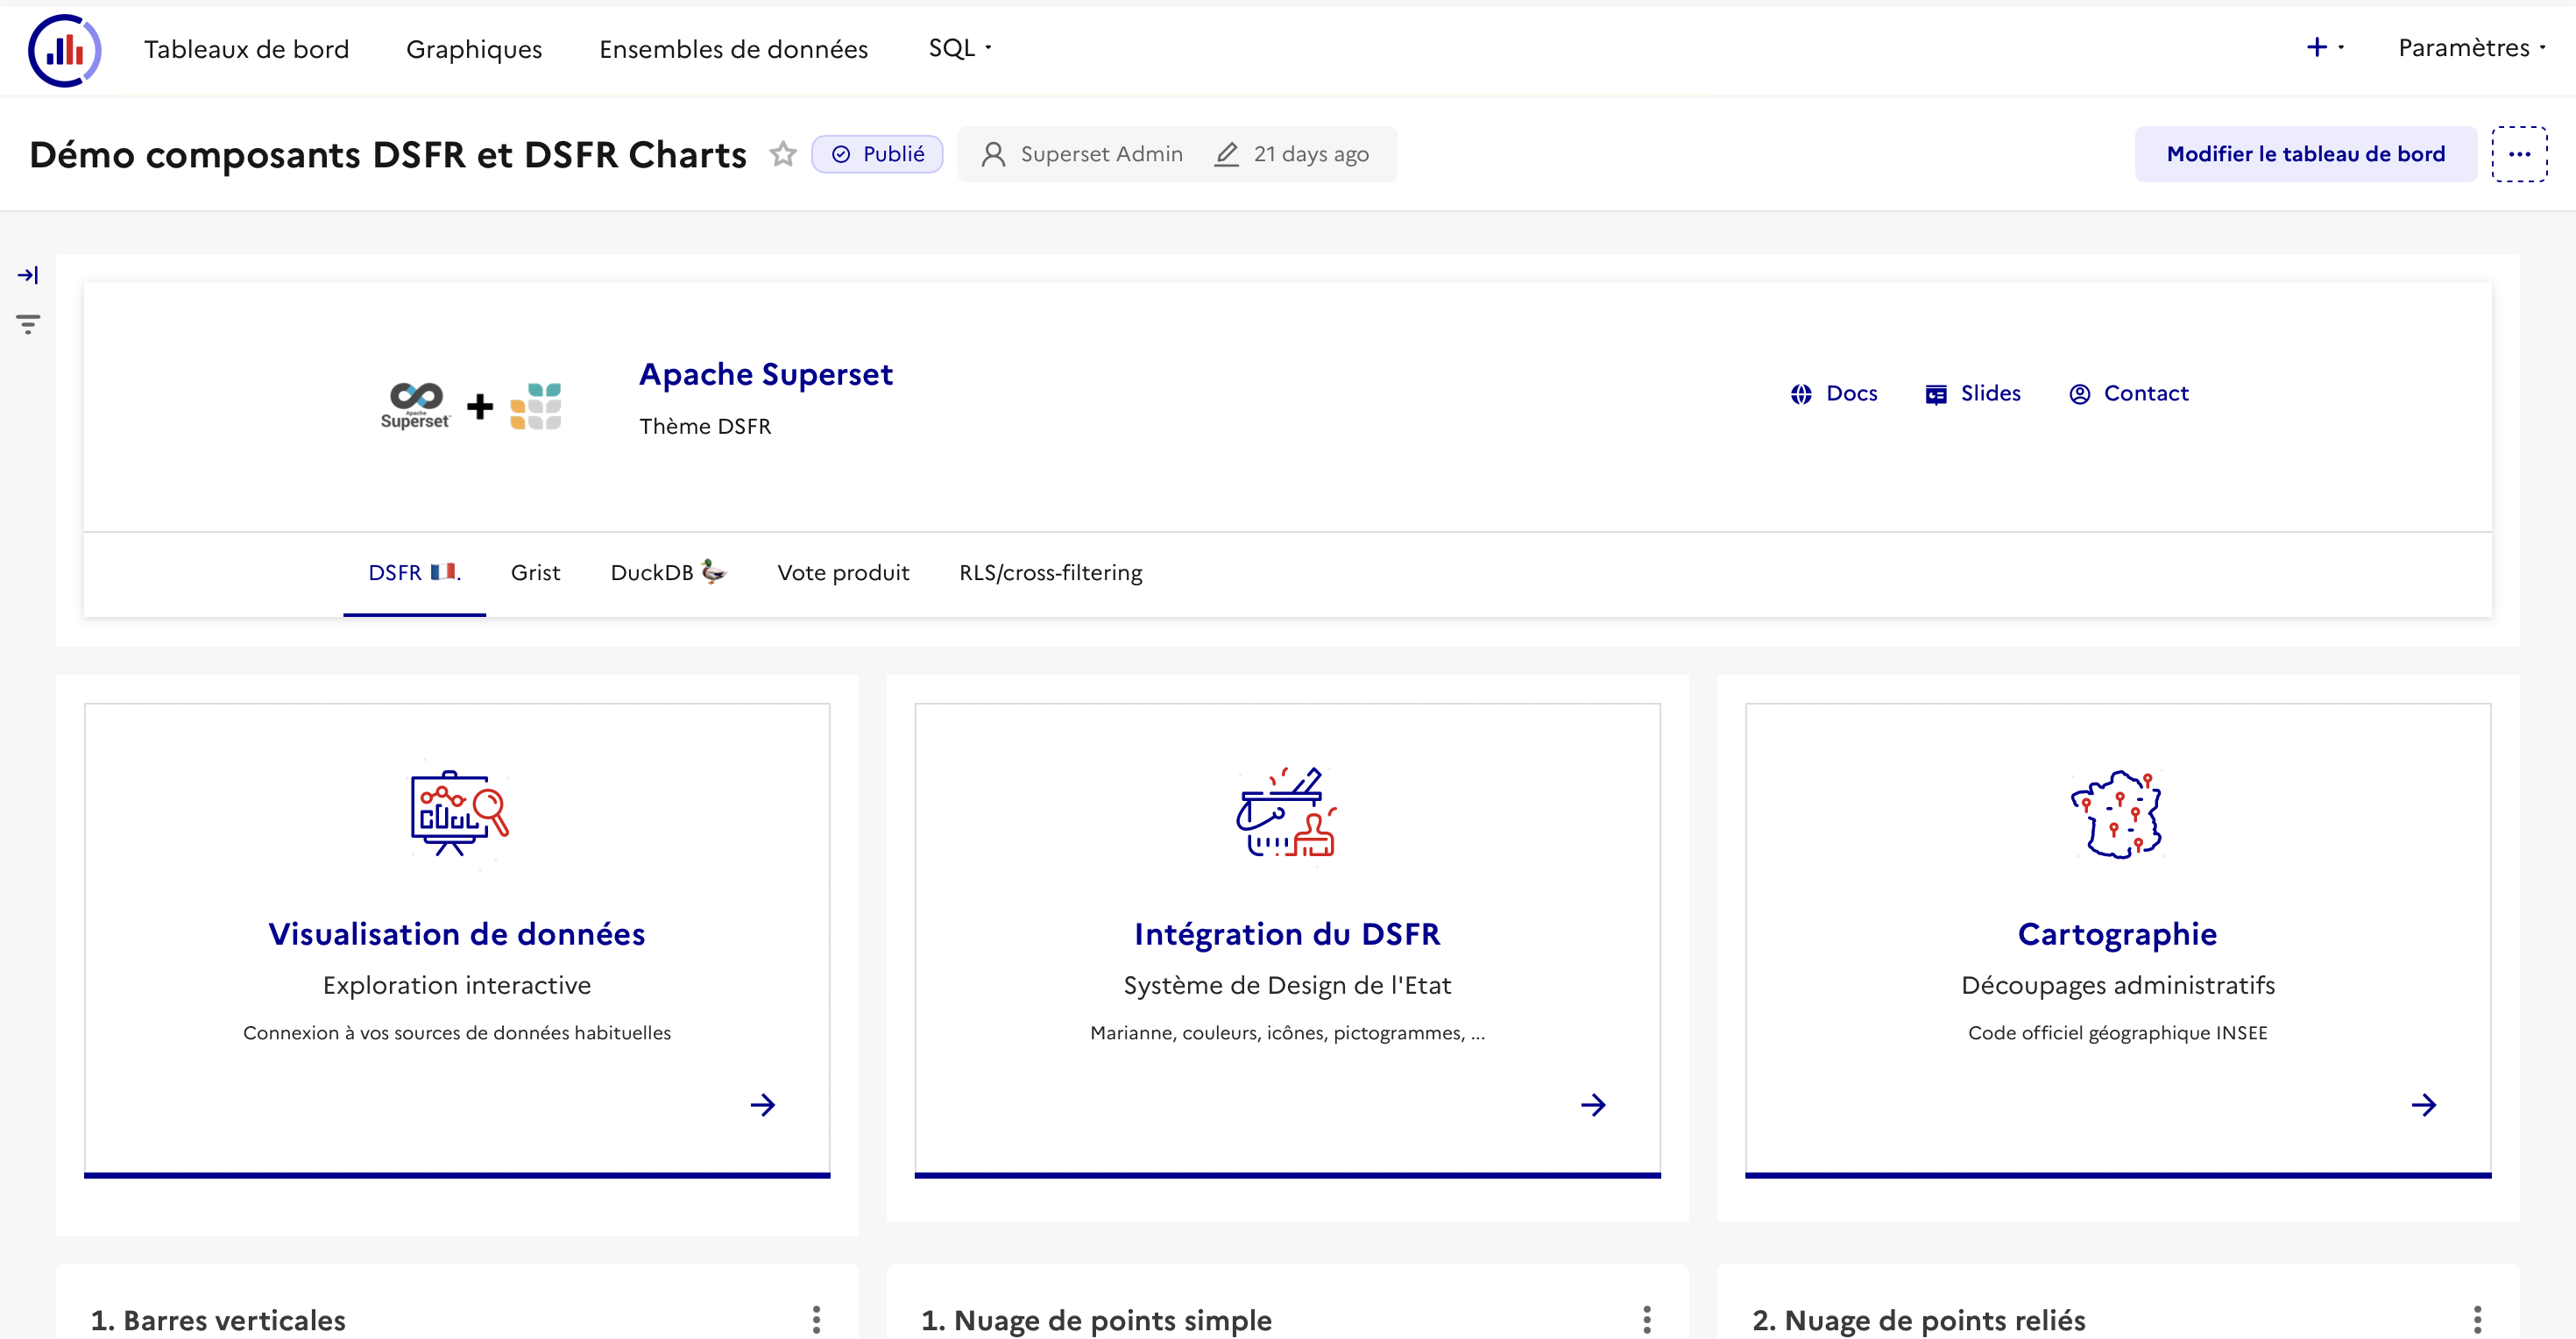 Tableaux de bord Graphiques Ensembles de données SQL Paramètres
Démo composants DSFR et DSFR Charts Publié Superset Admin 21 days ago Modifier le tableau de bord
Apache Superset
Apache Superset
Thème DSFR
Docs Slides Contact
DSFR 🇫🇷. Grist DuckDB 🦆 Vote produit RLS/cross-filtering
Visualisation de données
Exploration interactive
Connexion à vos sources de données habituelles
Intégration du DSFR
Système de Design de l'Etat
Marianne, couleurs, icônes, pictogrammes, ...
Cartographie
Découpages administratifs
Code officiel géographique INSEE
1. Barres verticales
1. Nuage de points simple
2. Nuage de points reliés